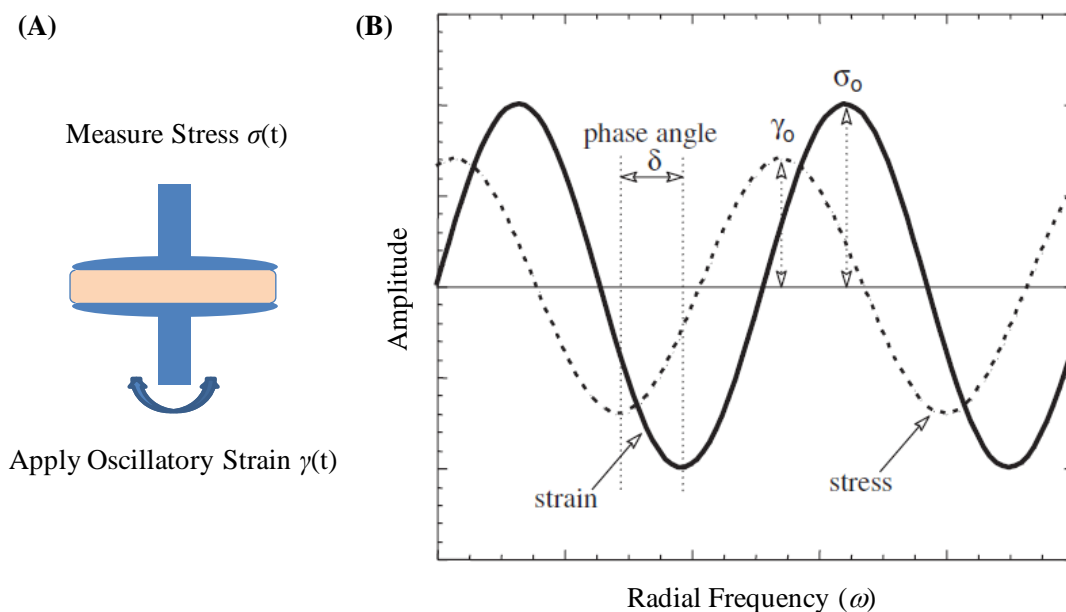 (A)
Measure Stress σ(t)
Apply Oscillatory Strain γ(t)
(B)
σo
γo
phase angle
δ
Amplitude
strain
stress
Radial Frequency (ω)